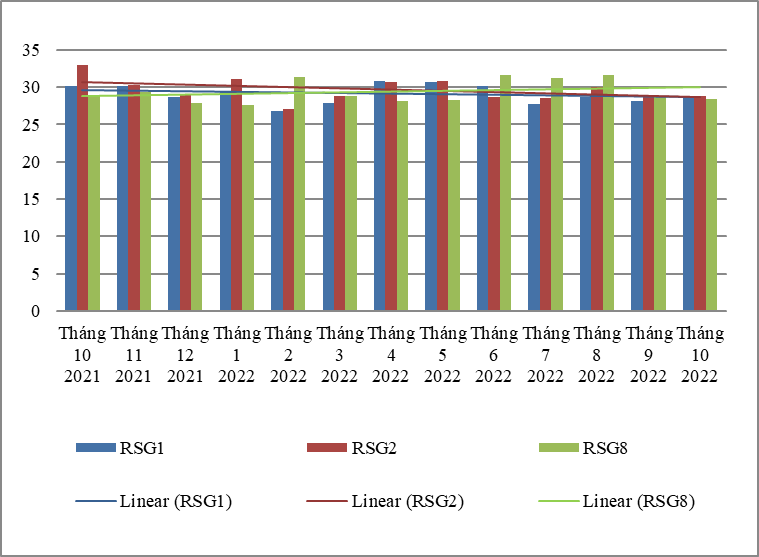 35
30
25
20
15
10
5
0
Tháng Tháng Tháng Tháng Tháng Tháng Tháng Tháng Tháng Tháng Tháng Tháng Tháng
10 11 12 1 2 3 4 5 6 7 8 9 10
2021 2021 2021 2022 2022 2022 2022 2022 2022 2022 2022 2022 2022
RSG1 RSG2 RSG8
Linear (RSG1) Linear (RSG2) Linear (RSG8)